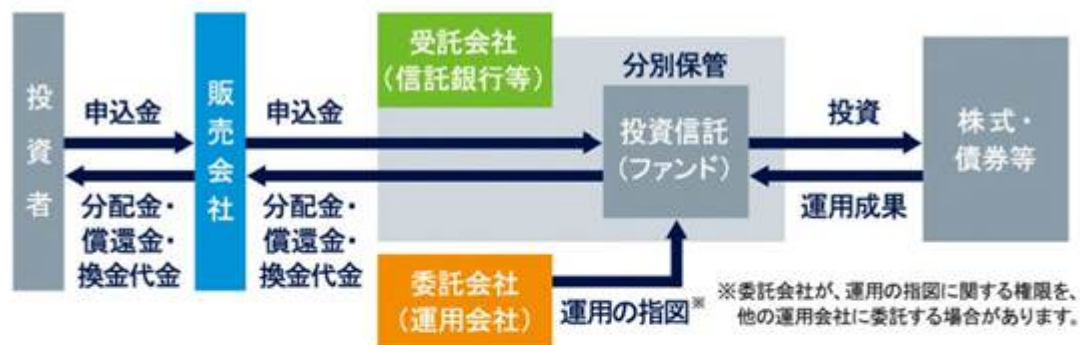 投資者
申込金
分配金・
償還金・
換金代金
販売会社
申込金
分配金・
償還金・
換金代金
受託会社
(信託銀行等)
分別保管
投資信託
(ファンド)
委託会社
(運用会社)
運用の指図※
投資
運用成果
株式・
債券等
※委託会社が、運用の指図に関する権限を、
他の運用会社に委託する場合があります。